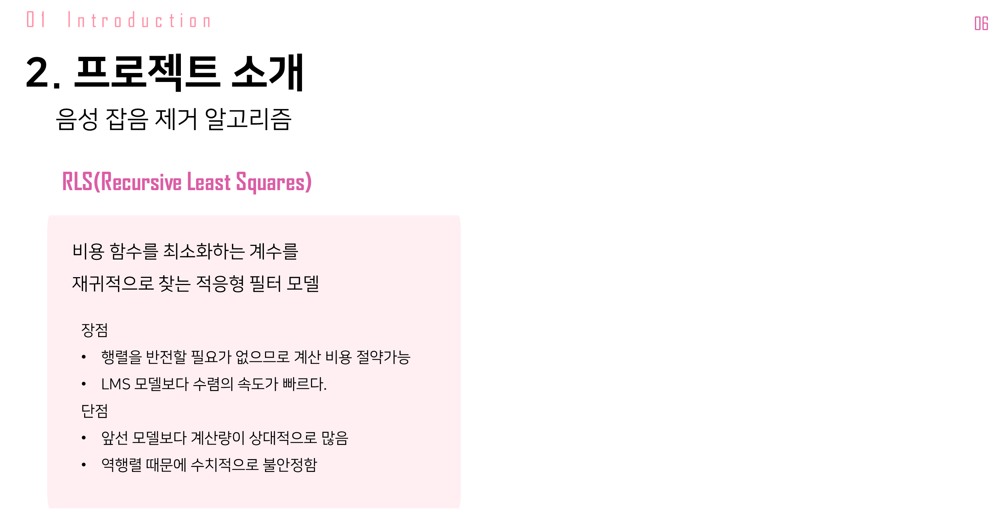 01 Introduction
06
2. 프로젝트 소개
음성 잡음 제거 알고리즘
RLS(Recursive Least Squares)
비용 함수를 최소화하는 계수를
재귀적으로 찾는 적응형 필터 모델
장점
• 행렬을 반전할 필요가 없으므로 계산 비용 절약가능
• LMS 모델보다 수렴의 속도가 빠르다.
단점
• 앞선 모델보다 계산량이 상대적으로 많음
• 역행렬 때문에 수치적으로 불안정함